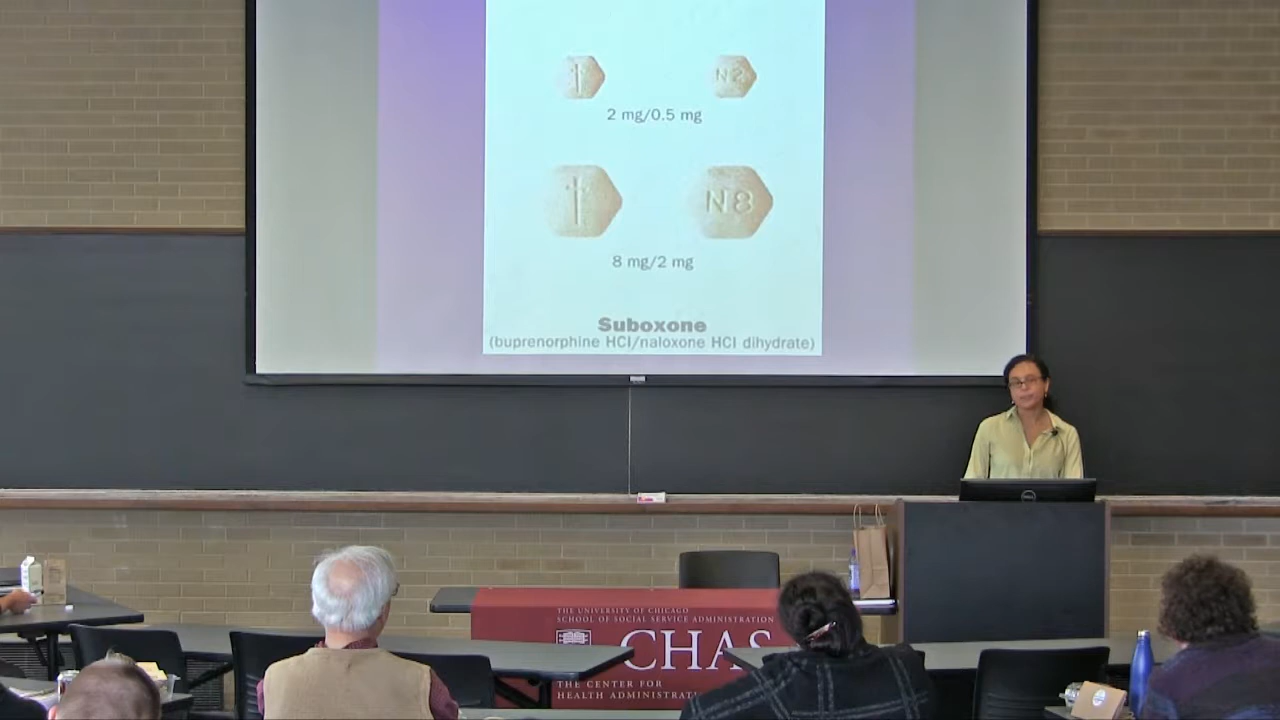 N2
2 mg/0.5 mg
N8
8 mg/2 mg
Suboxone
(buprenorphine HCl/naloxone HCl dihydrate)
DELL
THE UNIVERSITY OF CHICAGO
SCHOOL OF SOCIAL SERVICE ADMINISTRATION
CHAS
THE CENTER FOR
HEALTH ADMINISTRATI